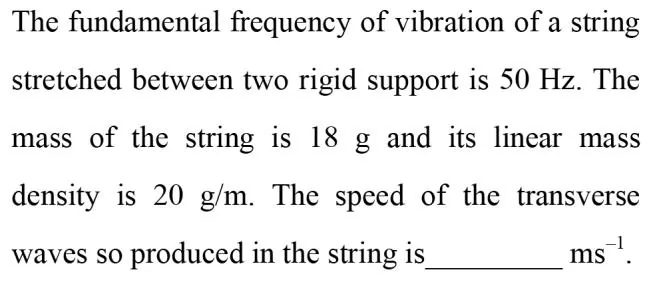 The fundamental frequency of vibration of a string
stretched between two rigid support is 50 Hz. The
mass of the string is 18 g and its linear mass
density is 20 g/m. The speed of the transverse
waves so produced in the string is__________ ms⁻¹.